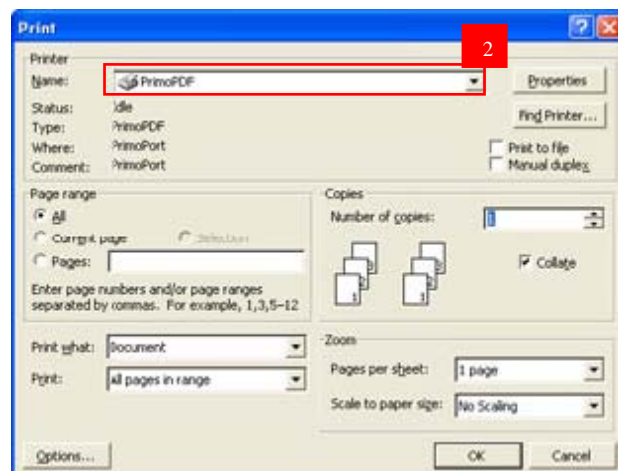 Print
2
Printer
Name: PrimoPDF
Properties
Status: Idle
Find Printer...
Type: PrimoPDF
Where: PrimoPort
Print to file
Comment: PrimoPort
Manual duplex
Page range
All
Current page
Selection
Pages:
Enter page numbers and/or page ranges
separated by commas. For example, 1,3,5–12
Copies
Number of copies: 1
Collate
Print what: Document
Print: All pages in range
Zoom
Pages per sheet: 1 page
Scale to paper size: No Scaling
Options...
OK
Cancel